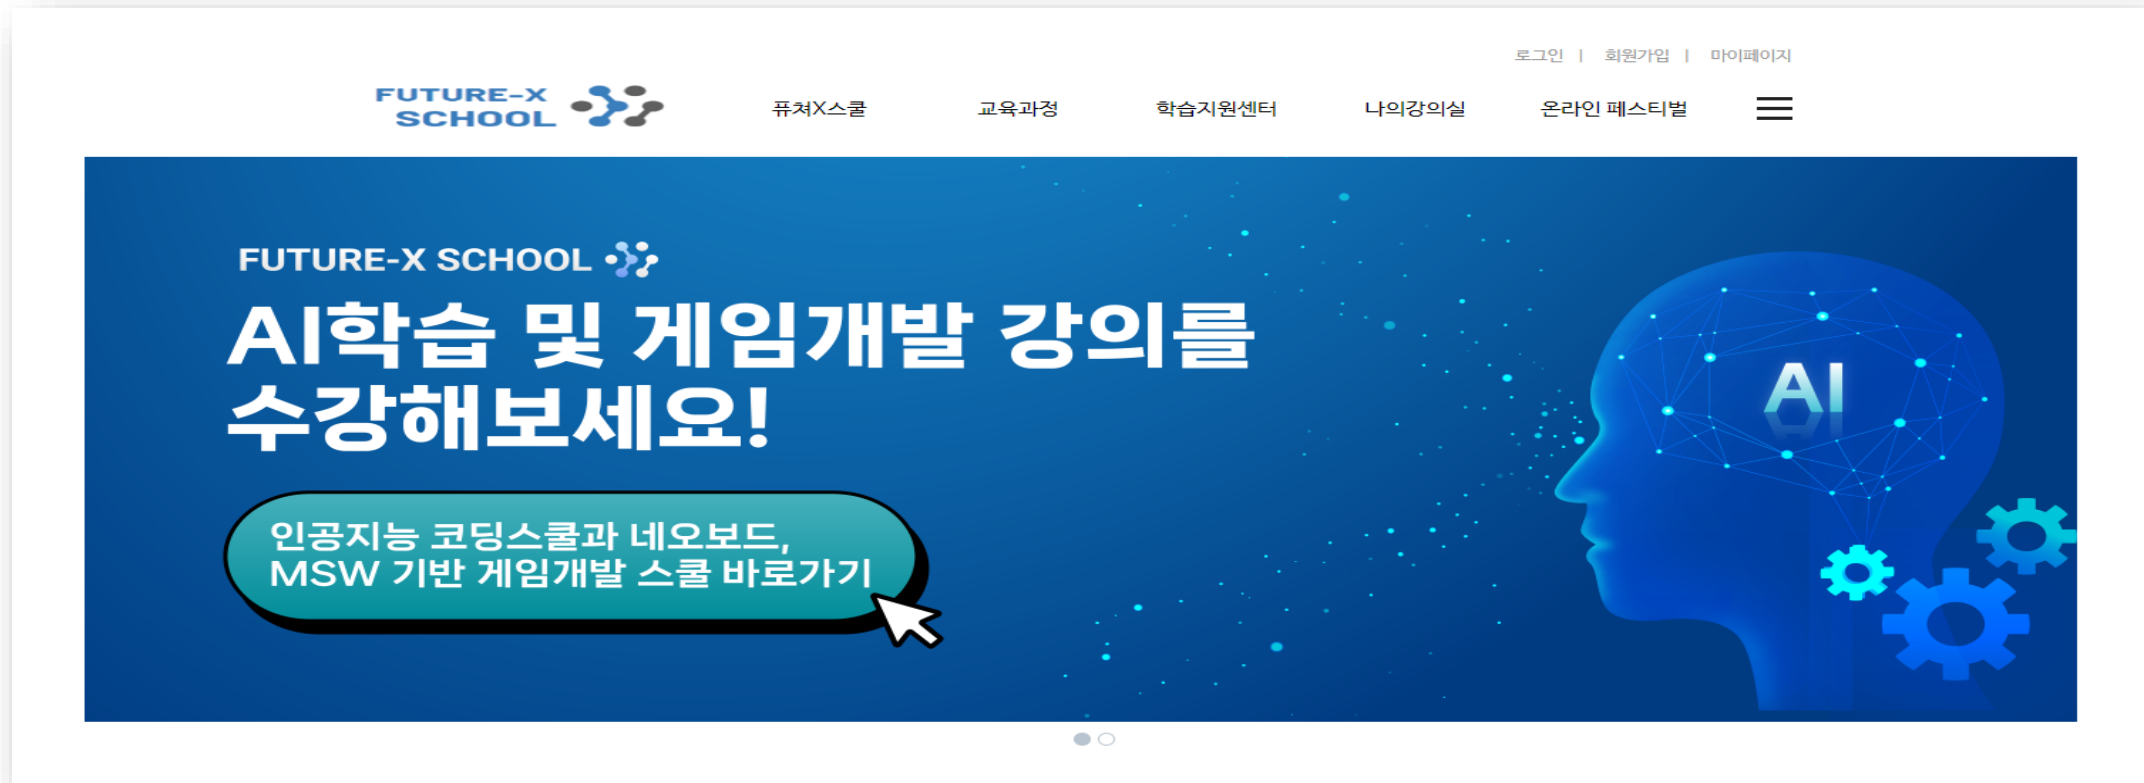 로그인 | 회원가입 | 마이페이지
FUTURE-X
SCHOOL
퓨쳐X스쿨 교육과정 학습지원센터 나의강의실 온라인 페스티벌
FUTURE-X SCHOOL
AI학습 및 게임개발 강의를
수강해보세요!
인공지능 코딩스쿨과 네오보드,
MSW 기반 게임개발 스쿨 바로가기
AI